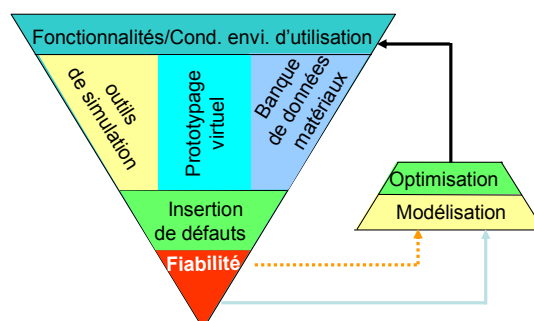 Fonctionnalités/Cond. envi. d'utilisation
outils
de simulation
Prototypage
virtuel
Banque
de données
matériaux
Optimisation
Modélisation
Insertion
de défauts
Fiabilité